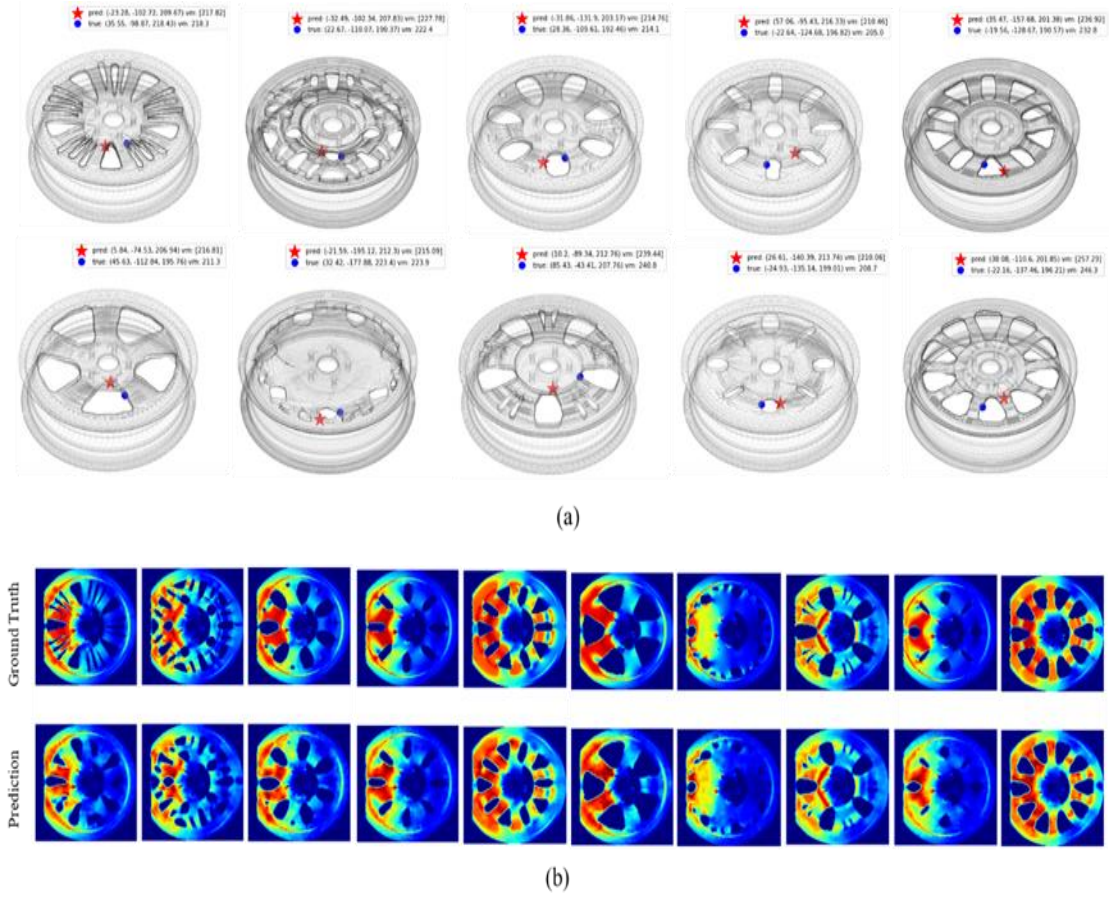 pred: (-23.28, -102.72, 209.67) vm: [217.82]
true: (35.55, -98.87, 218.43) vm: 218.3
pred: (-32.49, -102.34, 207.83) vm: [227.78]
true: (22.67, -110.07, 190.37) vm: 222.4
pred: (-31.86, -131.9, 203.17) vm: [214.76]
true: (28.36, -109.61, 192.46) vm: 214.1
pred: (57.06, -95.43, 216.33) vm: [210.46]
true: (-22.64, -124.68, 196.82) vm: 205.0
pred: (35.47, -157.68, 201.38) vm: [236.92]
true: (-19.56, -128.67, 190.57) vm: 232.8
pred: (5.84, -74.53, 206.94) vm: [216.81]
true: (45.63, -112.84, 195.76) vm: 211.3
pred: (-21.59, -195.12, 212.3) vm: [215.09]
true: (32.42, -177.88, 223.4) vm: 223.9
pred: (10.2, -89.34, 212.76) vm: [239.44]
true: (85.43, -43.41, 207.76) vm: 240.8
pred: (26.61, -140.39, 213.74) vm: [210.06]
true: (-24.93, -135.14, 199.01) vm: 208.7
pred: (38.08, -110.6, 201.85) vm: [257.23]
true: (-22.16, -137.46, 196.21) vm: 246.3
(a)
Ground Truth
Prediction
(b)